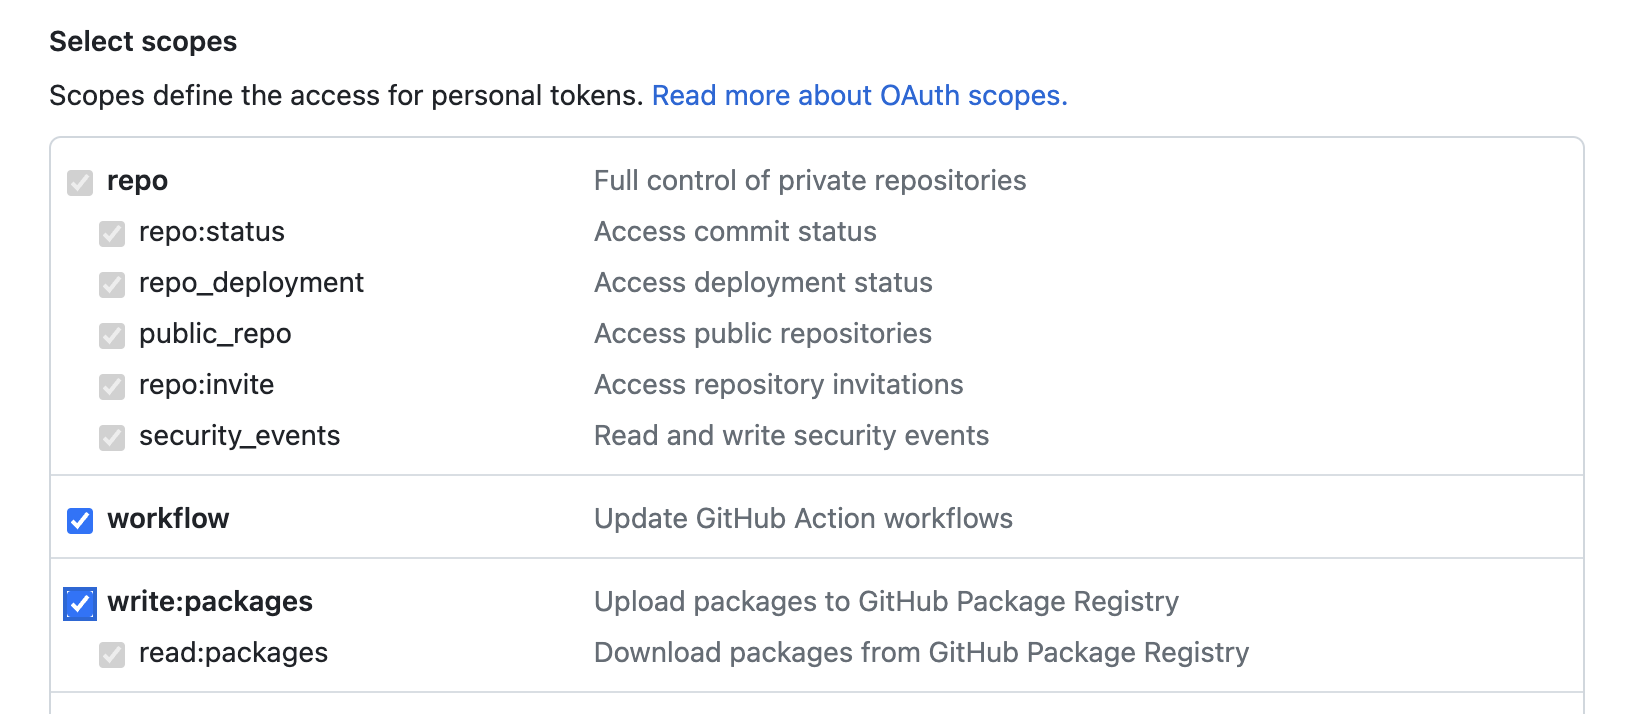 Select scopes
Scopes define the access for personal tokens. Read more about OAuth scopes.
repo Full control of private repositories
repo:status Access commit status
repo_deployment Access deployment status
public_repo Access public repositories
repo:invite Access repository invitations
security_events Read and write security events
workflow Update GitHub Action workflows
write:packages Upload packages to GitHub Package Registry
read:packages Download packages from GitHub Package Registry